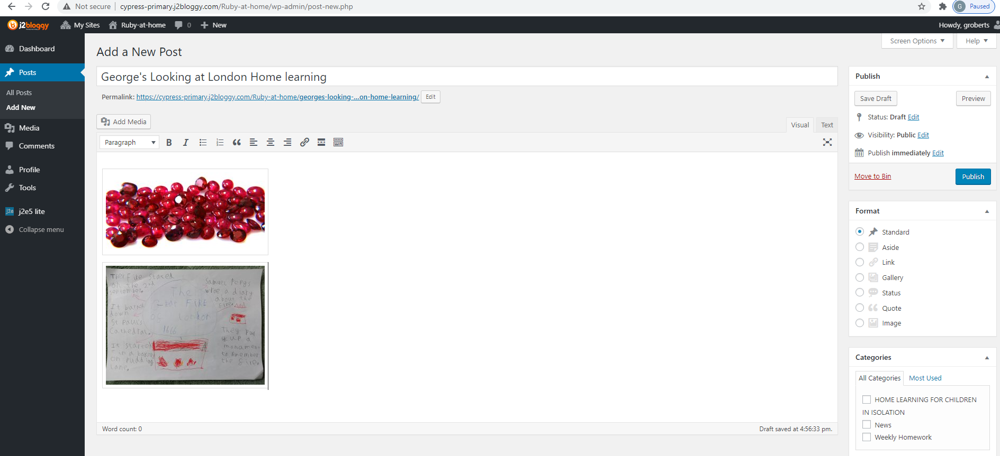 Not secure | cypress-primary.j2bloggy.com/Ruby-at-home/wp-admin/post-new.php
G Paused
j2bloggy My Sites Ruby-at-home 0 New
Howdy, groberts
Dashboard
Posts
All Posts
Add New
Media
Comments
Profile
Tools
j2e j2e5 lite
Collapse menu
Screen Options Help
Add a New Post
George's Looking at London Home learning
Permalink: https://cypress-primary.j2bloggy.com/Ruby-at-home/georges-looking-...on-home-learning/ Edit
Add Media
Visual Text
Paragraph B I
The Fire Stared
on the 2nd
September.
It burnd
down
St Paul's
Cathedral.
It started
in a bakery
on Pudding
Lane.
The
Great FIRE
of London
1666
Samuel Pepys
wroe a diary
about the
fire.
They put
up a
monament
to remember
the fire.
Word count: 0
Draft saved at 4:56:33 pm.
Publish
Save Draft Preview
Status: Draft Edit
Visibility: Public Edit
Publish immediately Edit
Move to Bin Publish
Format
Standard
Aside
Link
Gallery
Status
Quote
Image
Categories
All Categories Most Used
HOME LEARNING FOR CHILDREN
IN ISOLATION
News
Weekly Homework